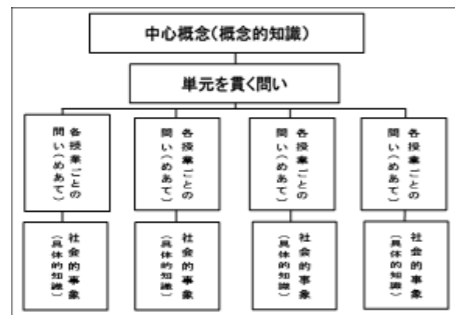 中心概念(概念的知識)
単元を貫く問い
各授業ごとの
問い(めあて)
各授業ごとの
問い(めあて)
各授業ごとの
問い(めあて)
各授業ごとの
問い(めあて)
社会的事象
(具体的知識)
社会的事象
(具体的知識)
社会的事象
(具体的知識)
社会的事象
(具体的知識)